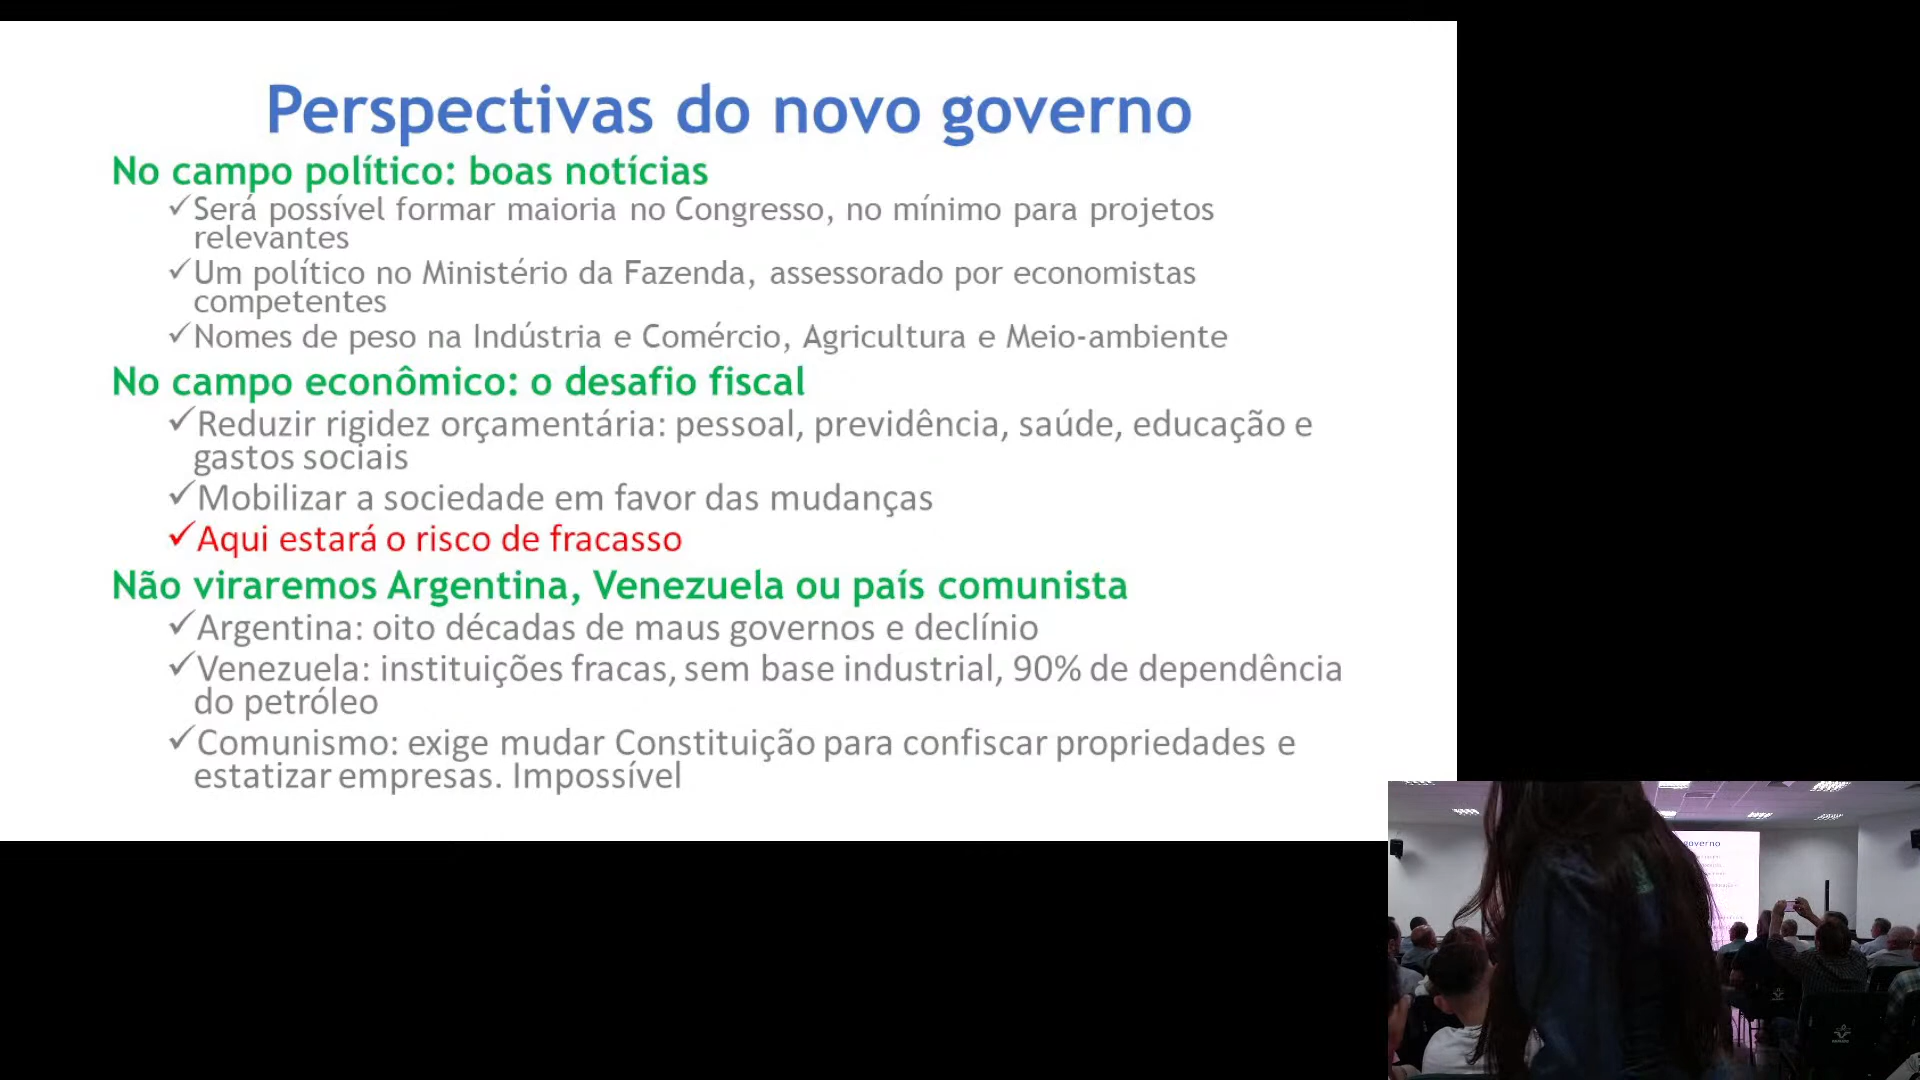 Perspectivas do novo governo
No campo político: boas notícias
✓Será possível formar maioria no Congresso, no mínimo para projetos
relevantes
✓Um político no Ministério da Fazenda, assessorado por economistas
competentes
✓Nomes de peso na Indústria e Comércio, Agricultura e Meio-ambiente
No campo econômico: o desafio fiscal
✓Reduzir rigidez orçamentária: pessoal, previdência, saúde, educação e
gastos sociais
✓Mobilizar a sociedade em favor das mudanças
✓Aqui estará o risco de fracasso
Não viraremos Argentina, Venezuela ou país comunista
✓Argentina: oito décadas de maus governos e declínio
✓Venezuela: instituições fracas, sem base industrial, 90% de dependência
do petróleo
✓Comunismo: exige mudar Constituição para confiscar propriedades e
estatizar empresas. Impossível
governo